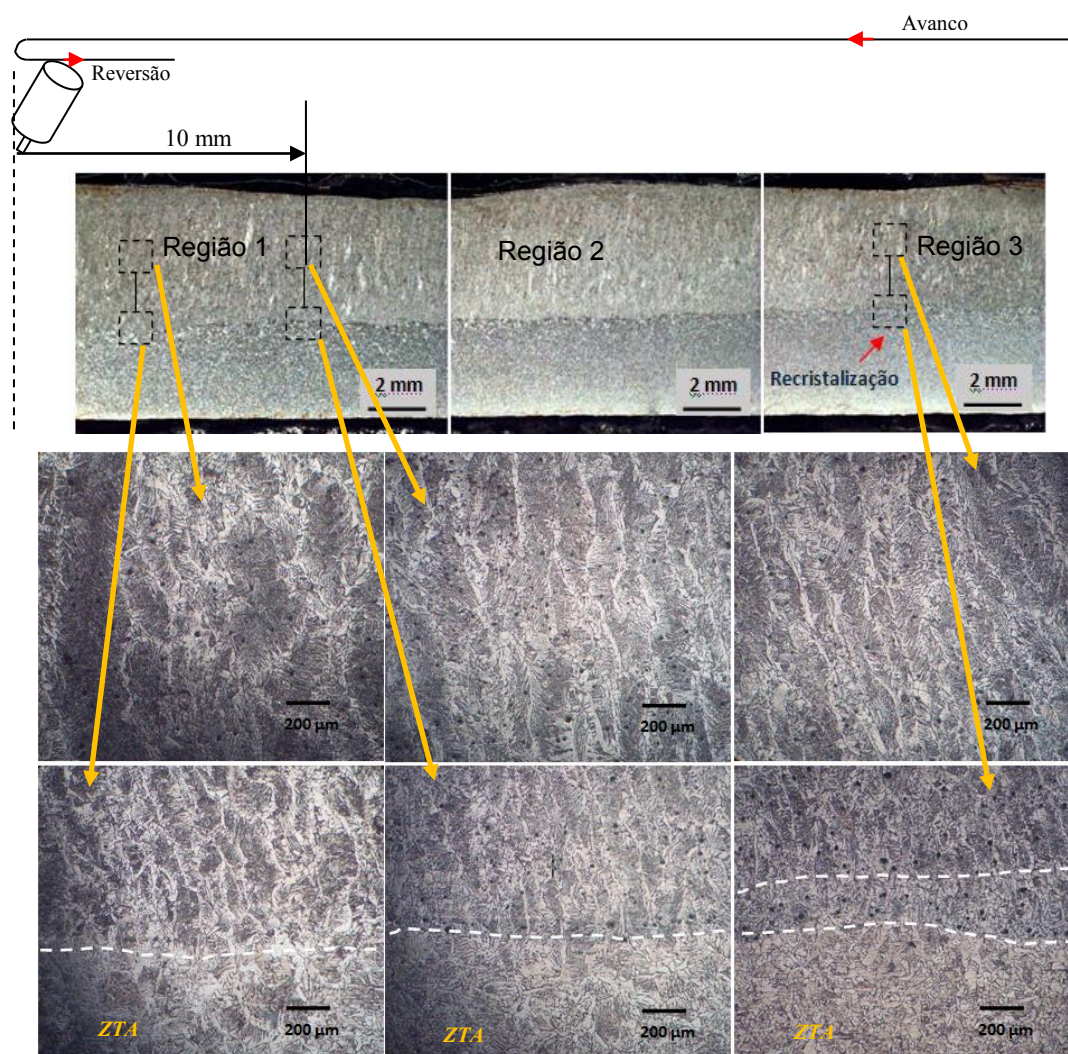 Avanco
Reversão
10 mm
Região 1
Região 2
Região 3
Recristalização
2 mm
2 mm
2 mm
200 µm
200 µm
200 µm
200 µm
200 µm
200 µm
ZTA
ZTA
ZTA